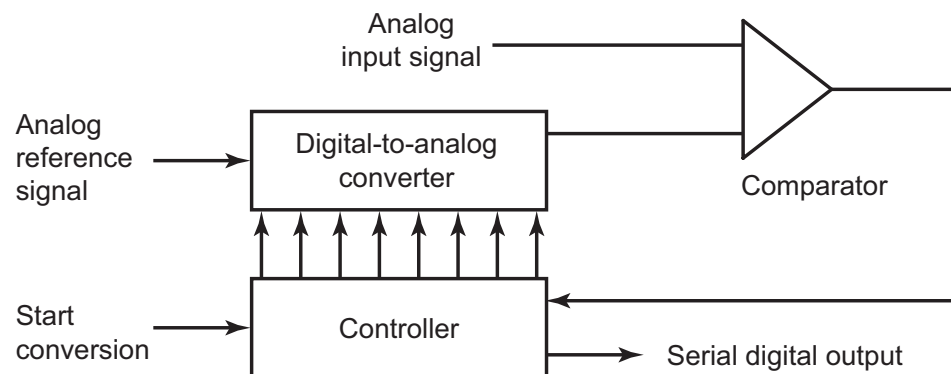 Analog
input signal
Analog
reference
signal
Digital-to-analog
converter
Comparator
Start
conversion
Controller
Serial digital output